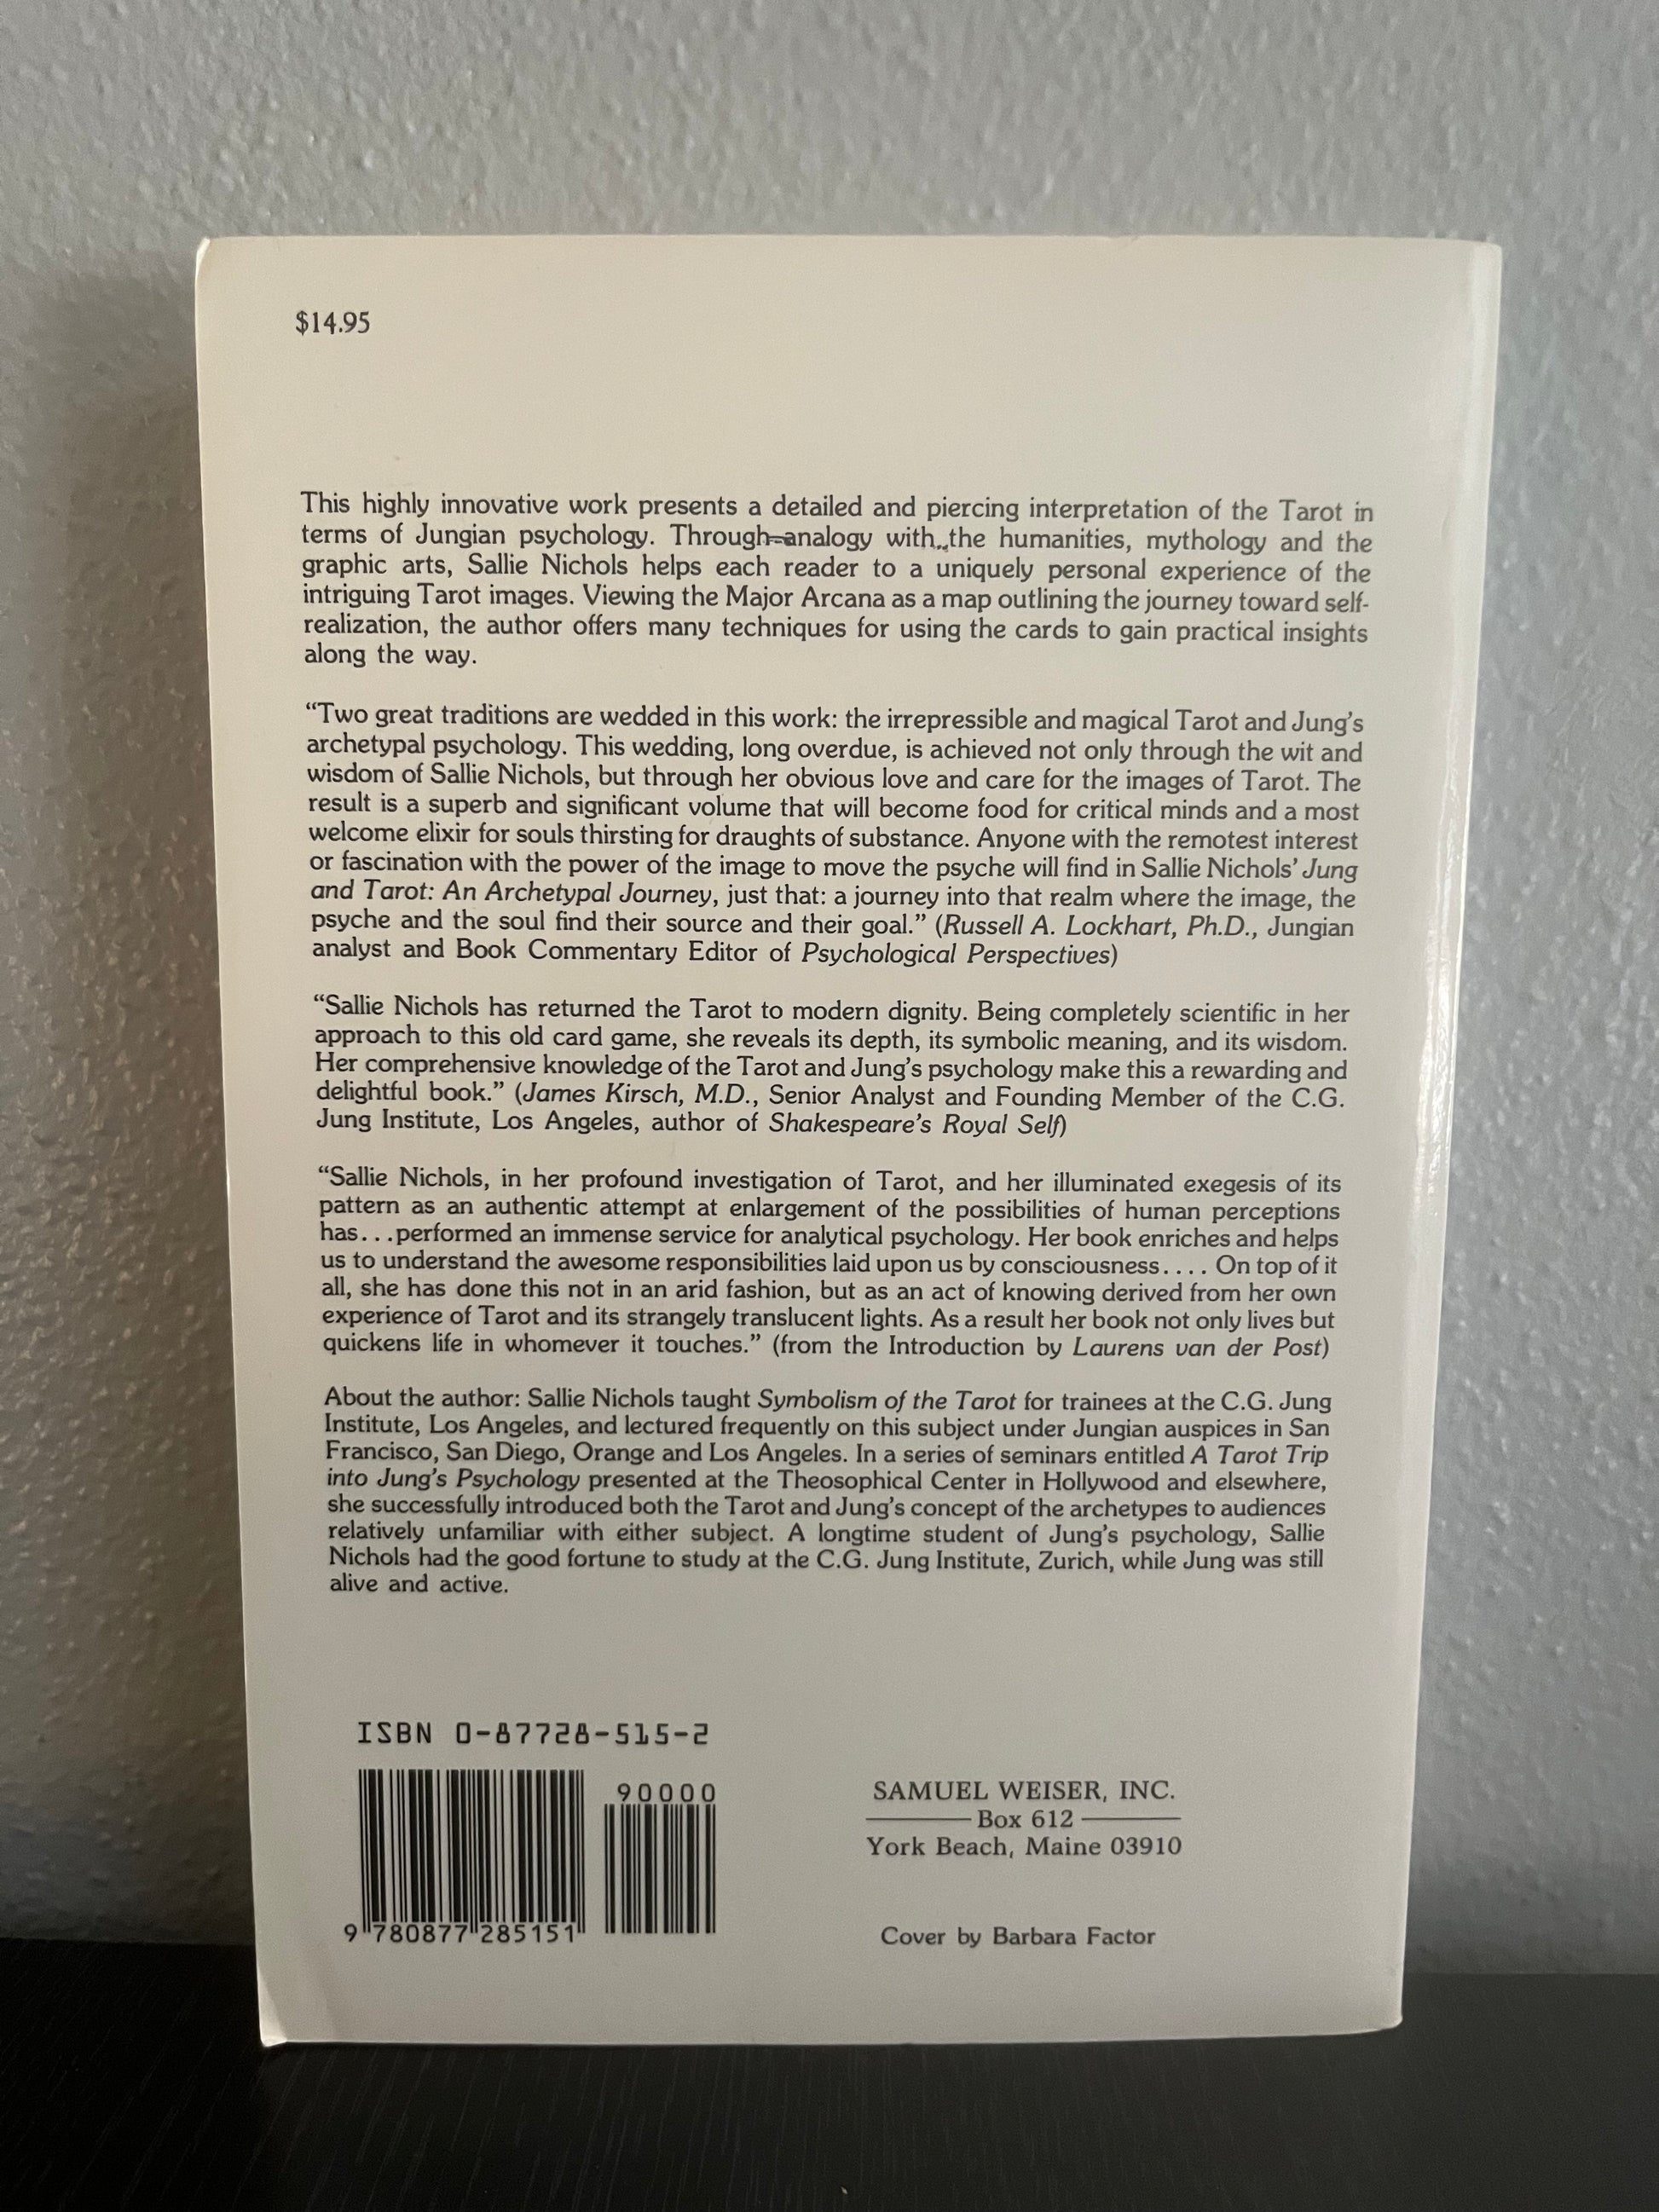 $14.95
This highly innovative work presents a detailed and piercing interpretation of the Tarot in
terms of Jungian psychology. Through analogy with the humanities, mythology and the
graphic arts, Sallie Nichols helps each reader to a uniquely personal experience of the
intriguing Tarot images. Viewing the Major Arcana as a map outlining the journey toward self-
realization, the author offers many techniques for using the cards to gain practical insights
along the way.
“Two great traditions are wedded in this work: the irrepressible and magical Tarot and Jung’s
archetypal psychology. This wedding, long overdue, is achieved not only through the wit and
wisdom of Sallie Nichols, but through her obvious love and care for the images of Tarot. The
result is a superb and significant volume that will become food for critical minds and a most
welcome elixir for souls thirsting for draughts of substance. Anyone with the remotest interest
or fascination with the power of the image to move the psyche will find in Sallie Nichols’ Jung
and Tarot: An Archetypal Journey, just that: a journey into that realm where the image, the
psyche and the soul find their source and their goal.” (Russell A. Lockhart, Ph.D., Jungian
analyst and Book Commentary Editor of Psychological Perspectives)
“Sallie Nichols has returned the Tarot to modern dignity. Being completely scientific in her
approach to this old card game, she reveals its depth, its symbolic meaning, and its wisdom.
Her comprehensive knowledge of the Tarot and Jung’s psychology make this a rewarding and
delightful book.” (James Kirsch, M.D., Senior Analyst and Founding Member of the C.G.
Jung Institute, Los Angeles, author of Shakespeare’s Royal Self)
“Sallie Nichols, in her profound investigation of Tarot, and her illuminated exegesis of its
pattern as an authentic attempt at enlargement of the possibilities of human perceptions
has...performed an immense service for analytical psychology. Her book enriches and helps
us to understand the awesome responsibilities laid upon us by consciousness.... On top of it
all, she has done this not in an arid fashion, but as an act of knowing derived from her own
experience of Tarot and its strangely translucent lights. As a result her book not only lives but
quickens life in whomever it touches.” (from the Introduction by Laurens van der Post)
About the author: Sallie Nichols taught Symbolism of the Tarot for trainees at the C.G. Jung
Institute, Los Angeles, and lectured frequently on this subject under Jungian auspices in San
Francisco, San Diego, Orange and Los Angeles. In a series of seminars entitled A Tarot Trip
into Jung’s Psychology presented at the Theosophical Center in Hollywood and elsewhere,
she successfully introduced both the Tarot and Jung’s concept of the archetypes to audiences
relatively unfamiliar with either subject. A longtime student of Jung’s psychology, Sallie
Nichols had the good fortune to study at the C.G. Jung Institute, Zurich, while Jung was still
alive and active.
ISBN 0-87728-515-2
90000
9 780877 285151
SAMUEL WEISER, INC.
Box 612
York Beach, Maine 03910
Cover by Barbara Factor